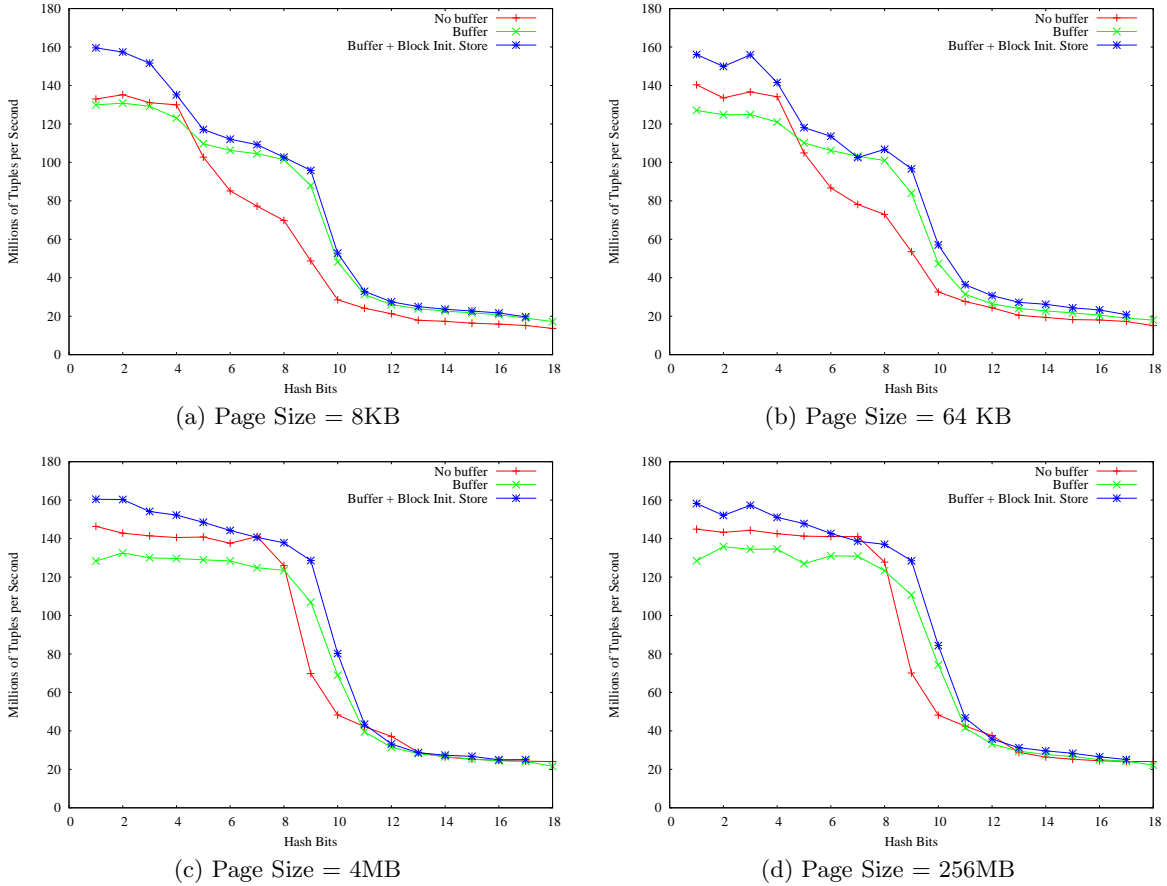 No buffer
Buffer
Buffer + Block Init. Store
180
160
140
120
100
80
60
40
20
0
Millions of Tuples per Second
0 2 4 6 8 10 12 14 16 18
Hash Bits
(a) Page Size = 8KB
No buffer
Buffer
Buffer + Block Init. Store
180
160
140
120
100
80
60
40
20
0
Millions of Tuples per Second
0 2 4 6 8 10 12 14 16 18
Hash Bits
(b) Page Size = 64 KB
No buffer
Buffer
Buffer + Block Init. Store
180
160
140
120
100
80
60
40
20
0
Millions of Tuples per Second
0 2 4 6 8 10 12 14 16 18
Hash Bits
(c) Page Size = 4MB
No buffer
Buffer
Buffer + Block Init. Store
180
160
140
120
100
80
60
40
20
0
Millions of Tuples per Second
0 2 4 6 8 10 12 14 16 18
Hash Bits
(d) Page Size = 256MB